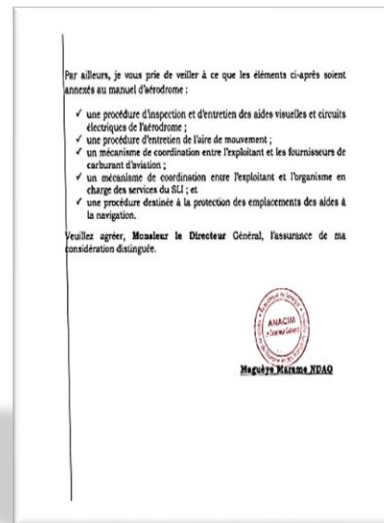 Par ailleurs, je vous prie de veiller à ce que les éléments ci-après soient
annexés au manuel d'aérodrome :
✓ une procédure d'inspection et d'entretien des aides visuelles et circuits
électriques de l'aérodrome ;
✓ une procédure d'entretien de l'aire de mouvement ;
✓ un mécanisme de coordination entre l'exploitant et les fournisseurs de
carburant d'aviation ;
✓ un mécanisme de coordination entre l'exploitant et l'organisme en
charge des services du SLI ; et
✓ une procédure destinée à la protection des emplacements des aides à
la navigation.
Veuillez agréer, Monsieur le Directeur Général, l'assurance de ma
considération distinguée.
ANACIM
Maguèye Marame NDAO